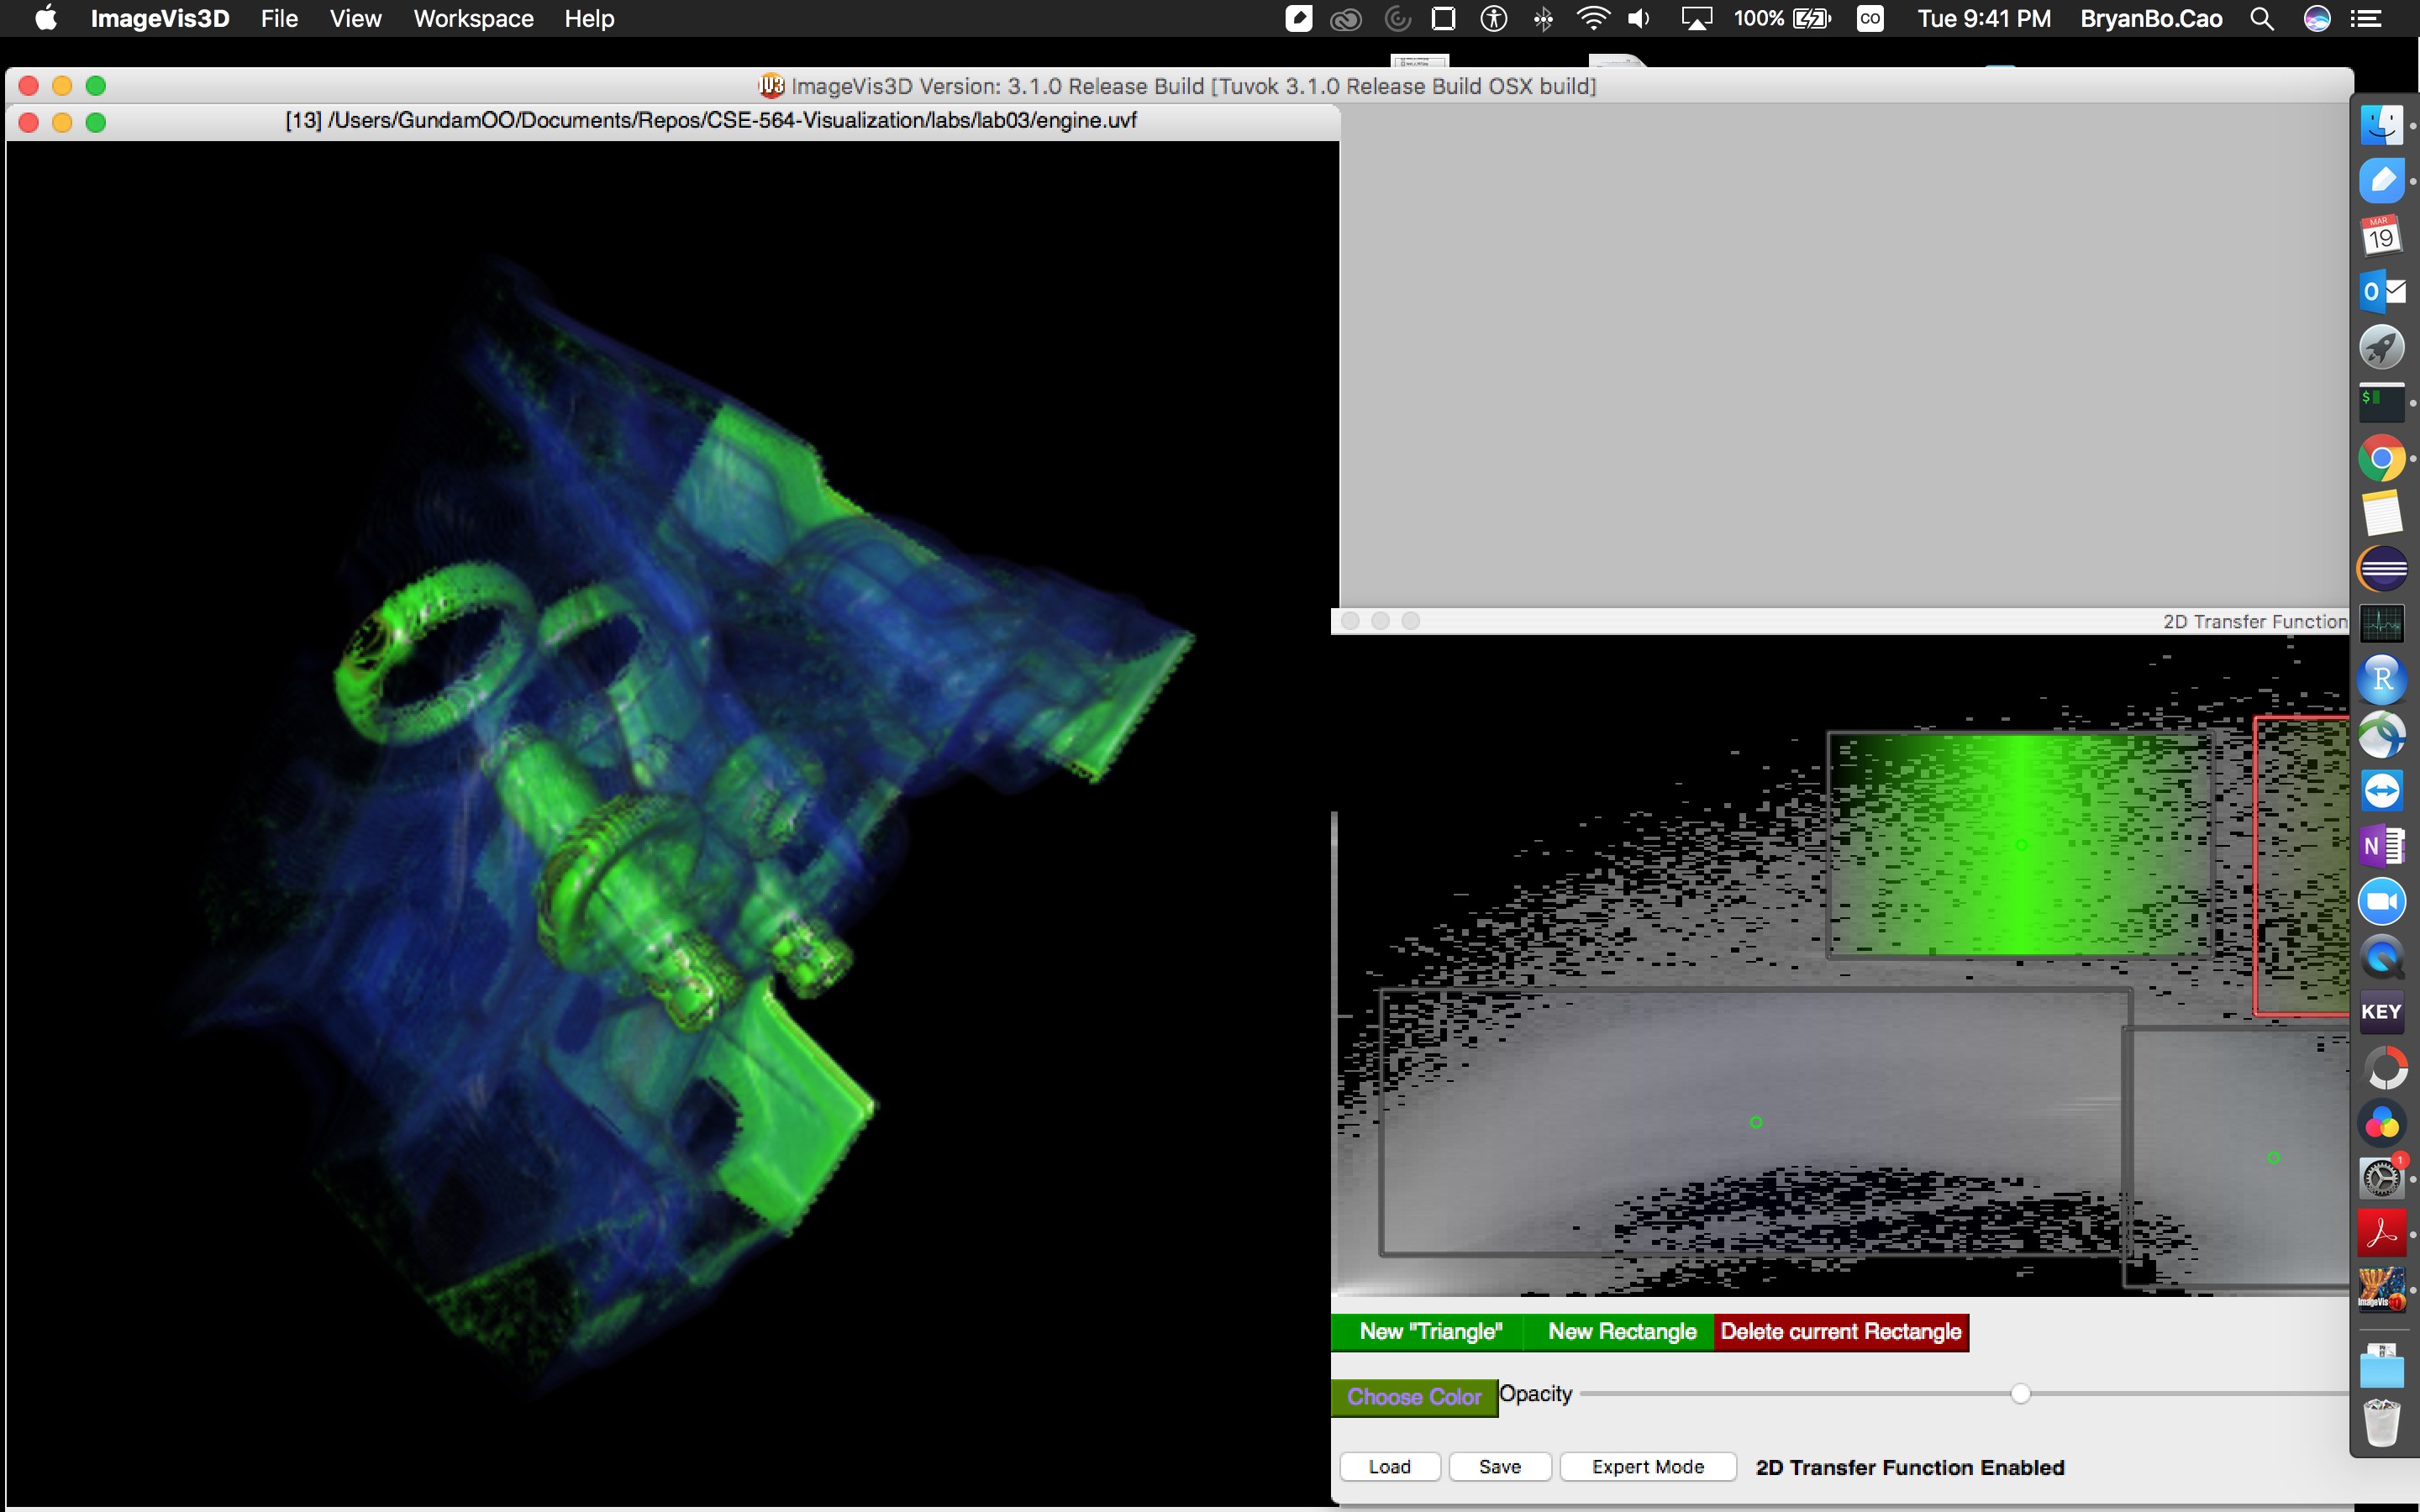 ImageVis3D File View Workspace Help 100% CO Tue 9:41 PM BryanBo.Cao
IV3 ImageVis3D Version: 3.1.0 Release Build [Tuvok 3.1.0 Release Build OSX build]
[13] /Users/GundamOO/Documents/Repos/CSE-564-Visualization/labs/lab03/engine.uvf
MAR
19
O
$
2D Transfer Function
R
N
KEY
1
ImageVis
New "Triangle" New Rectangle Delete current Rectangle
Choose Color Opacity
Load Save Expert Mode 2D Transfer Function Enabled